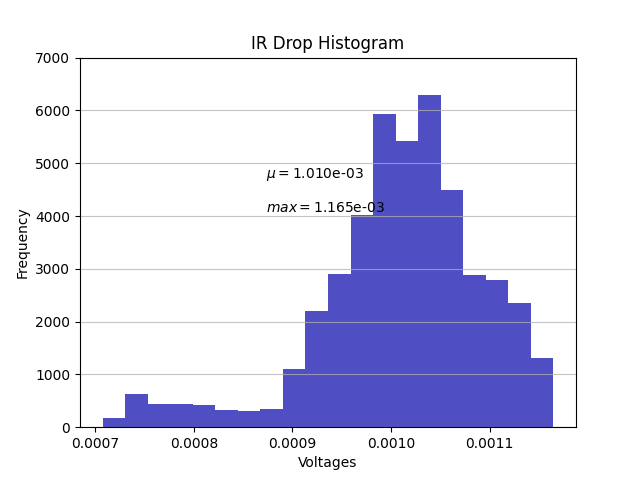 IR Drop Histogram
7000
6000
5000
4000
3000
2000
1000
0
Frequency
μ = 1.010e-03
max = 1.165e-03
0.0007 0.0008 0.0009 0.0010 0.0011
Voltages